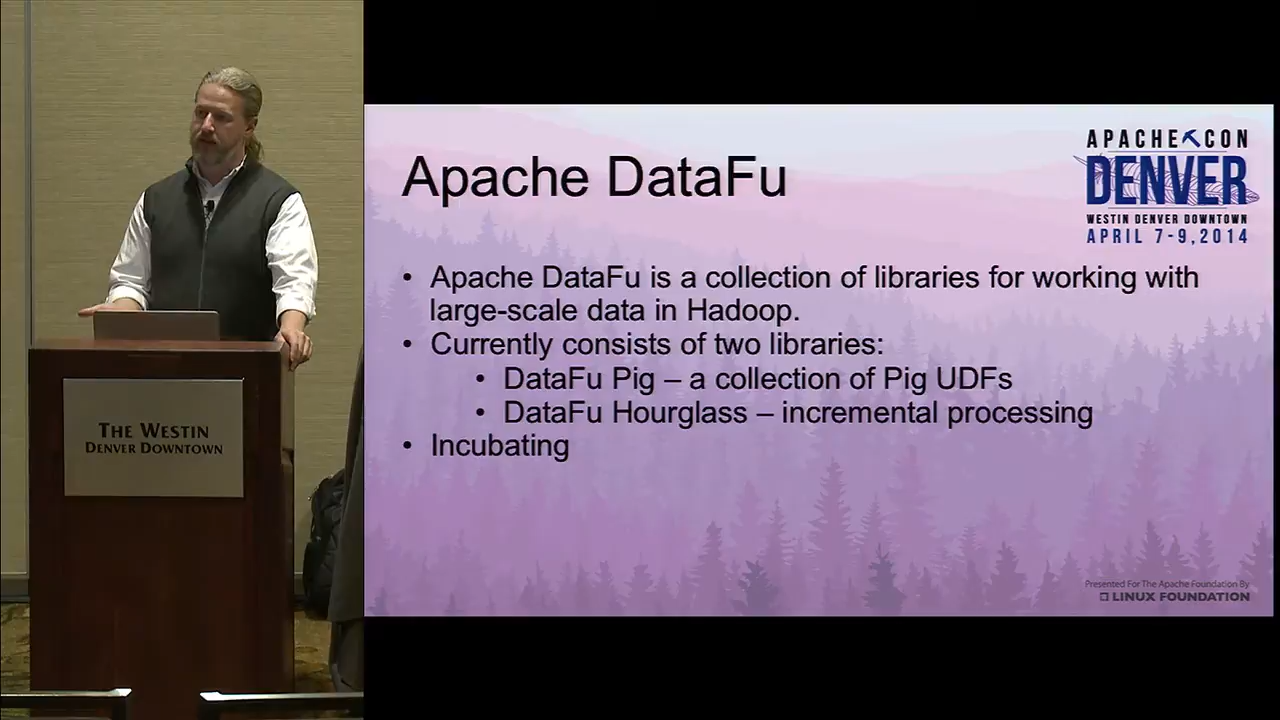 THE WESTIN
DENVER DOWNTOWN
Apache DataFu
APACHE CON
DENVER
WESTIN DENVER DOWNTOWN
APRIL 7-9, 2014
• Apache DataFu is a collection of libraries for working with
large-scale data in Hadoop.
• Currently consists of two libraries:
• DataFu Pig – a collection of Pig UDFs
• DataFu Hourglass – incremental processing
• Incubating
Presented For The Apache Foundation By
LINUX FOUNDATION